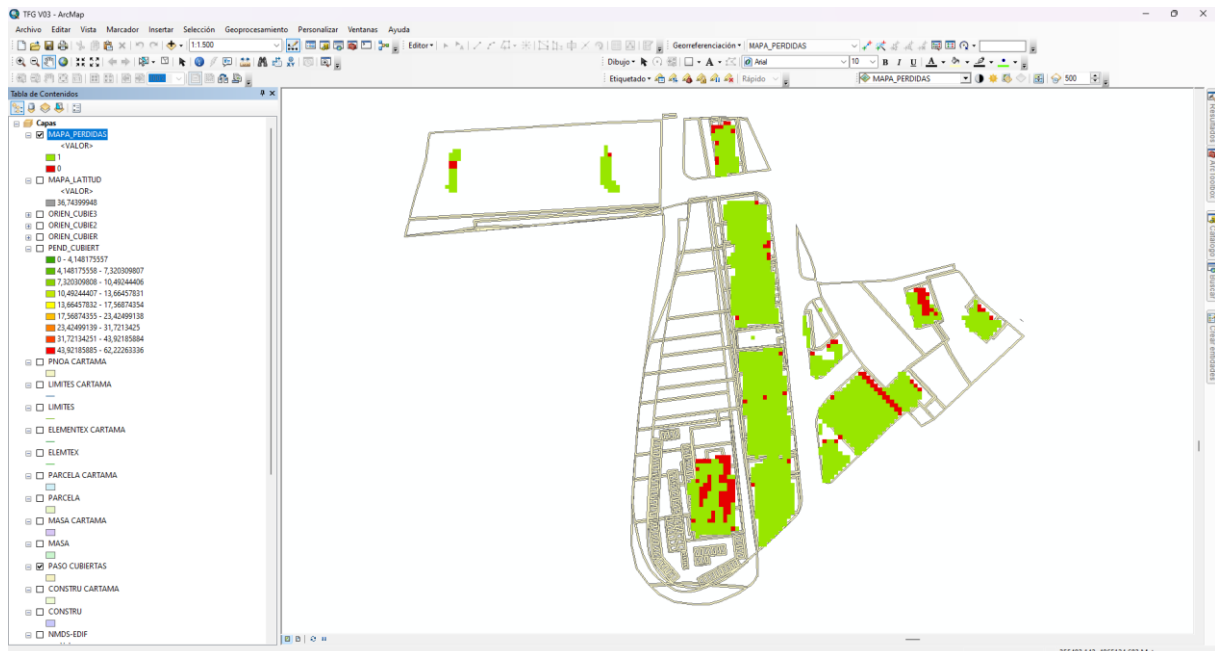 TFG V03 - ArcMap
Archivo Editar Vista Marcador Insertar Selección Geoprocesamiento Personalizar Ventanas Ayuda
1:1.500 Editor Georreferenciación MAPA_PERDIDAS
Dibujo A Arial 10 N K S A
Etiquetado Rápido MAPA_PERDIDAS 500
Tabla de Contenidos
Capas
MAPA_PERDIDAS
<VALOR>
1
0
MAPA_LATITUD
<VALOR>
36,74399948
ORIEN_CUBIE3
ORIEN_CUBIE2
ORIEN_CUBIER
PEND_CUBIERT
0 - 4,148175557
4,148175558 - 7,320309807
7,320309808 - 10,49244406
10,49244407 - 13,66457831
13,66457832 - 17,56874354
17,56874355 - 23,42499138
23,42499139 - 31,7213425
31,72134251 - 43,92185884
43,92185885 - 62,22263336
PNOA CARTAMA
LIMITES CARTAMA
LIMITES
ELEMENTEX CARTAMA
ELEMTEX
PARCELA CARTAMA
PARCELA
MASA CARTAMA
MASA
PASO CUBIERTAS
CONSTRU CARTAMA
CONSTRU
NMDS-EDIF
Resultados
ArcToolbox
Catálogo
Buscar
Crear entidades